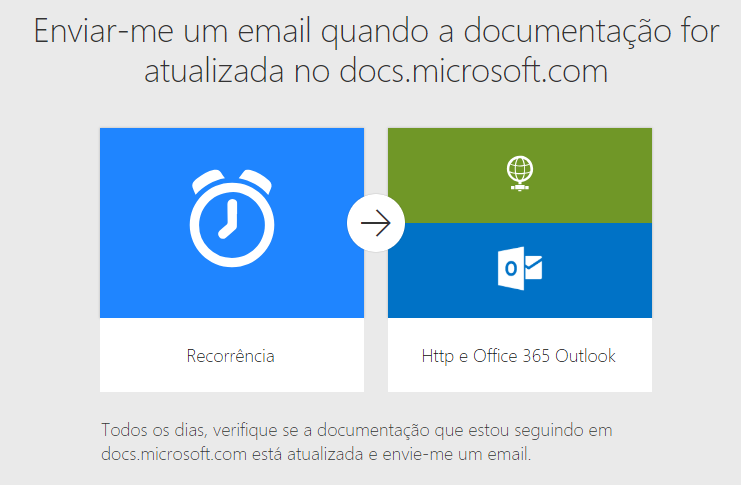 Enviar-me um email quando a documentação for
atualizada no docs.microsoft.com
Recorrência
Http e Office 365 Outlook
Todos os dias, verifique se a documentação que estou seguindo em
docs.microsoft.com está atualizada e envie-me um email.